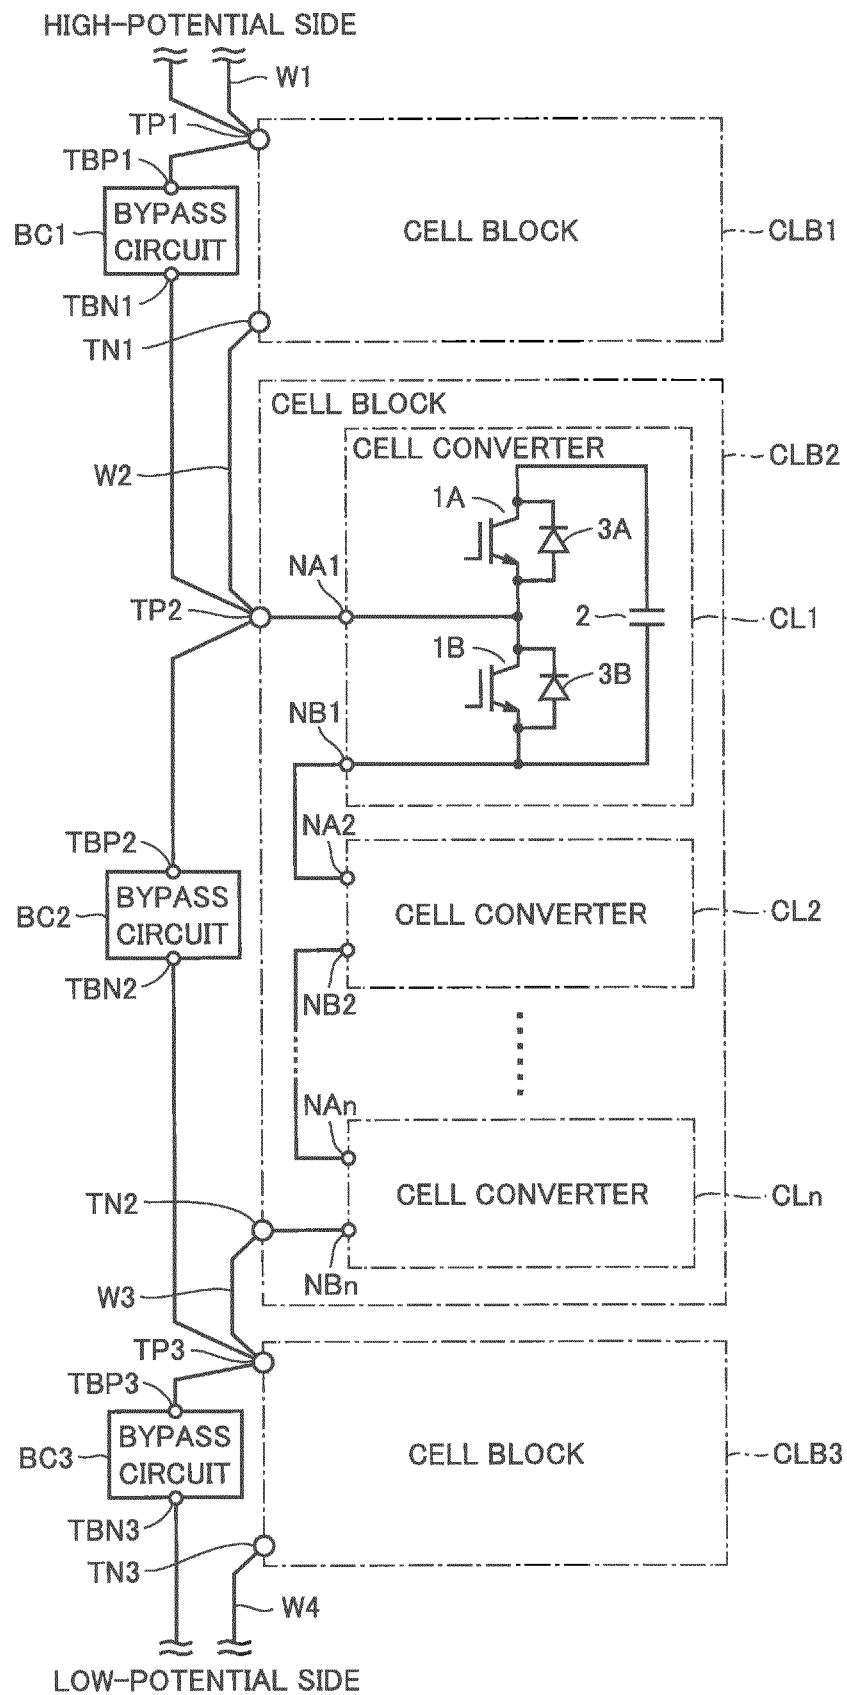 HIGH-POTENTIAL SIDE
W1
TP1
TBP1
BYPASS
CIRCUIT
BC1
CELL BLOCK
CLB1
TBN1
TN1
CELL BLOCK
CELL CONVERTER
CLB2
W2
1A
3A
NA1
TP2
2
CL1
1B
3B
NB1
NA2
TBP2
BYPASS
CIRCUIT
BC2
CELL CONVERTER
CL2
TBN2
NB2
NAn
CELL CONVERTER
CLn
TN2
NBn
W3
TP3
TBP3
BYPASS
CIRCUIT
BC3
CELL BLOCK
CLB3
TBN3
TN3
W4
LOW-POTENTIAL SIDE